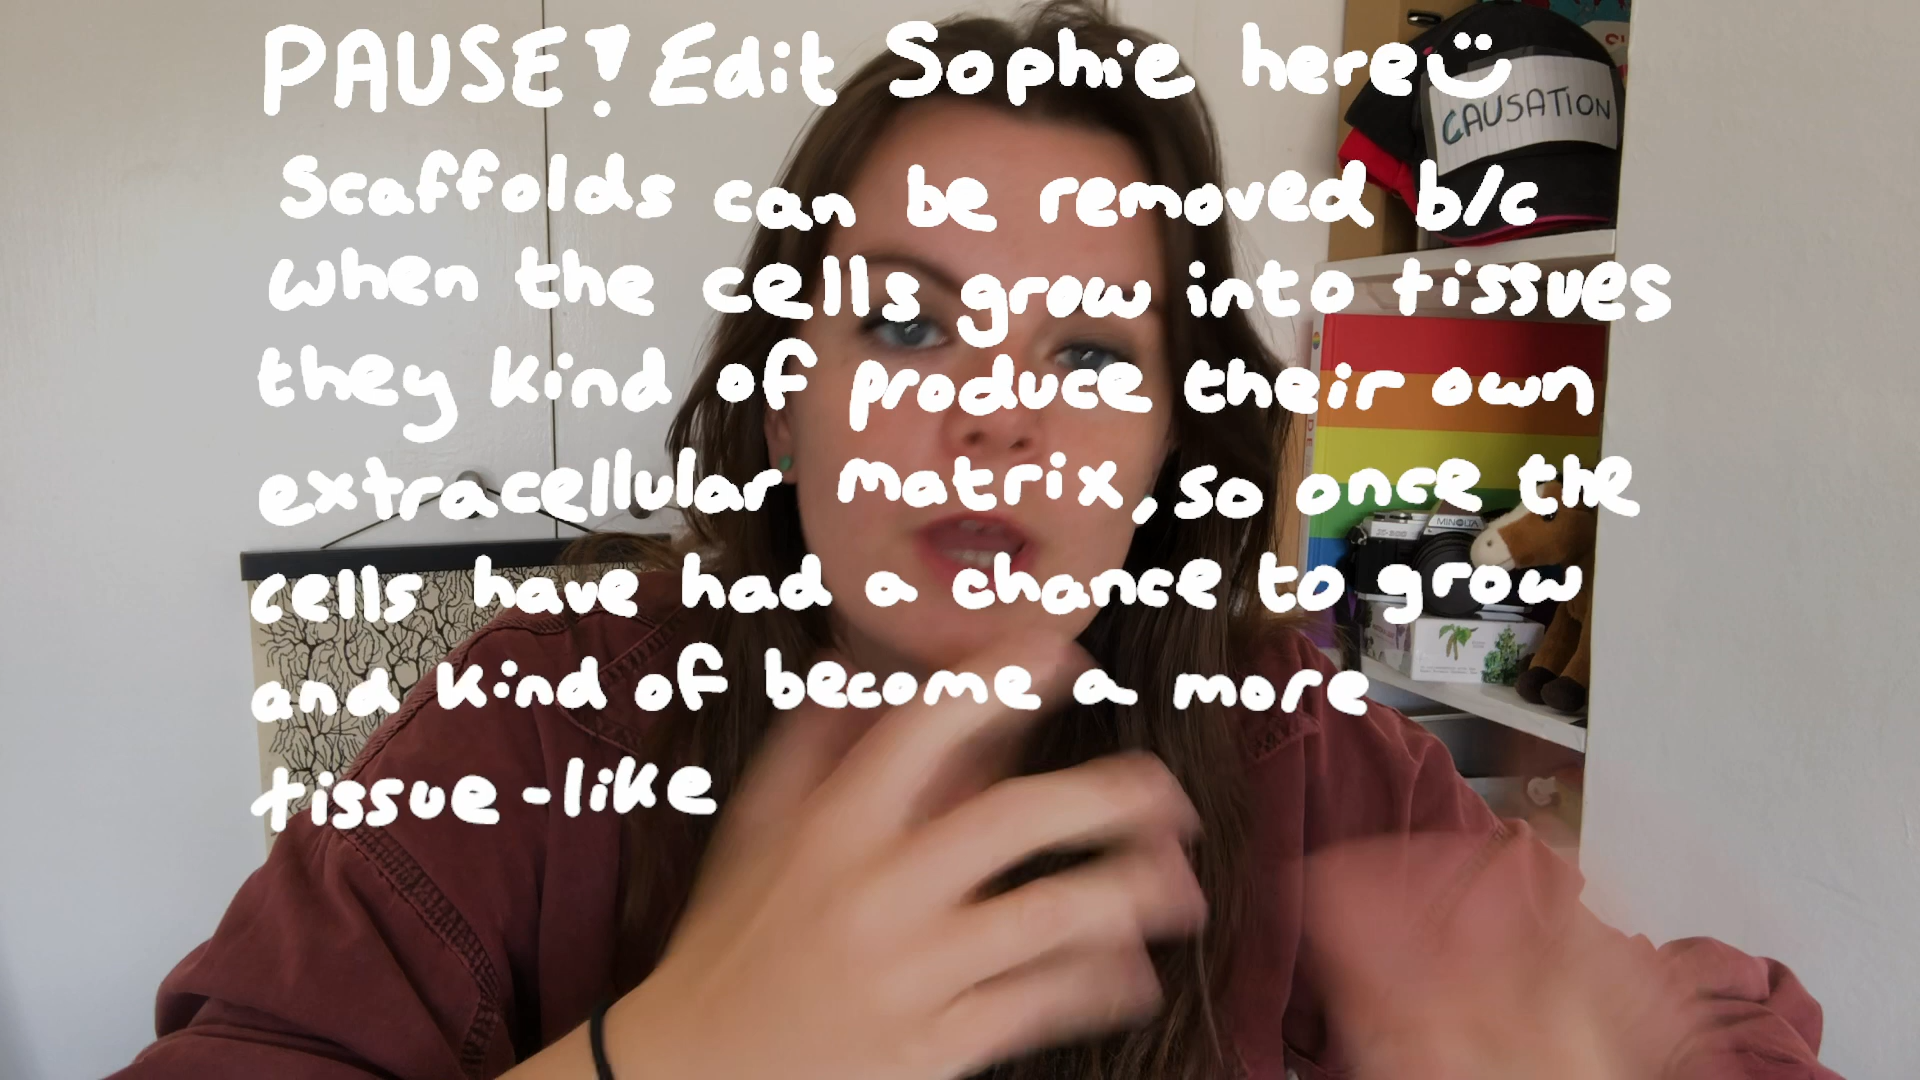 PAUSE! Edit Sophie here
CAUSATION
Scaffolds can be removed b/c
when the cells grow into tissues
they kind of produce their own
extracellular matrix, so once the
MINOLTA
cells have had a chance to grow
and kind of become a more
tissue-like